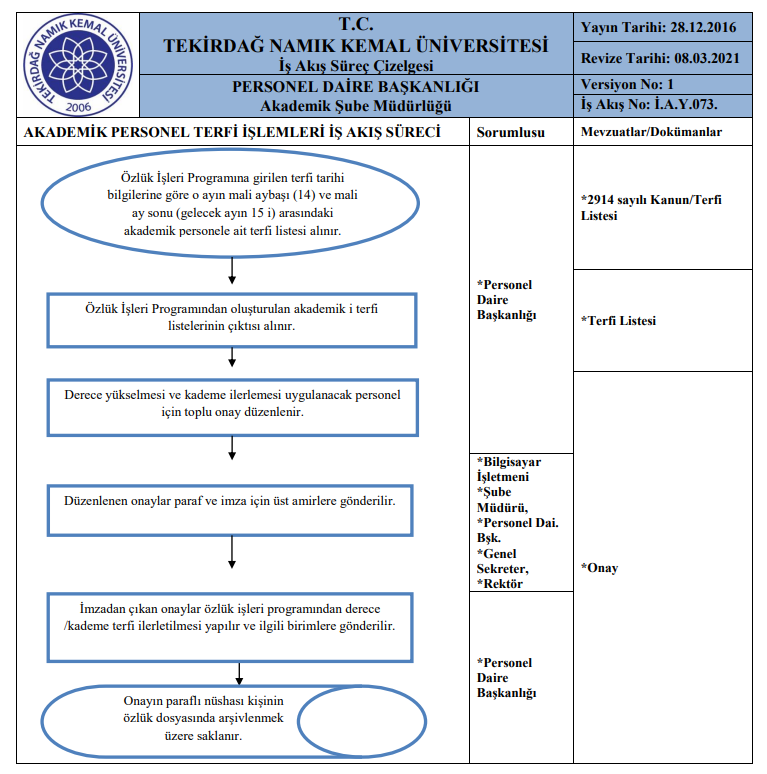 TEKİRDAĞ NAMIK KEMAL ÜNİVERSİTESİ
2006
T.C.
TEKİRDAĞ NAMIK KEMAL ÜNİVERSİTESİ
İş Akış Süreç Çizelgesi
PERSONEL DAİRE BAŞKANLIĞI
Akademik Şube Müdürlüğü
Yayın Tarihi: 28.12.2016
Revize Tarihi: 08.03.2021
Versiyon No: 1
İş Akış No: İ.A.Y.073.
AKADEMİK PERSONEL TERFİ İŞLEMLERİ İŞ AKIŞ SÜRECİ
Sorumlusu
Mevzuatlar/Dokümanlar
Özlük İşleri Programına girilen terfi tarihi
bilgilerine göre o ayın mali aybaşı (14) ve mali
ay sonu (gelecek ayın 15 i) arasındaki
akademik personele ait terfi listesi alınır.
Özlük İşleri Programından oluşturulan akademik i terfi
listelerinin çıktısı alınır.
Derece yükselmesi ve kademe ilerlemesi uygulanacak personel
için toplu onay düzenlenir.
Düzenlenen onaylar paraf ve imza için üst amirlere gönderilir.
İmzadan çıkan onaylar özlük işleri programından derece
/kademe terfi ilerletilmesi yapılır ve ilgili birimlere gönderilir.
Onayın paraflı nüshası kişinin
özlük dosyasında arşivlenmek
üzere saklanır.
*Personel
Daire
Başkanlığı
*Bilgisayar
İşletmeni
*Şube
Müdürü,
*Personel Dai.
Bşk.
*Genel
Sekreter,
*Rektör
*Personel
Daire
Başkanlığı
*2914 sayılı Kanun/Terfi
Listesi
*Terfi Listesi
*Onay